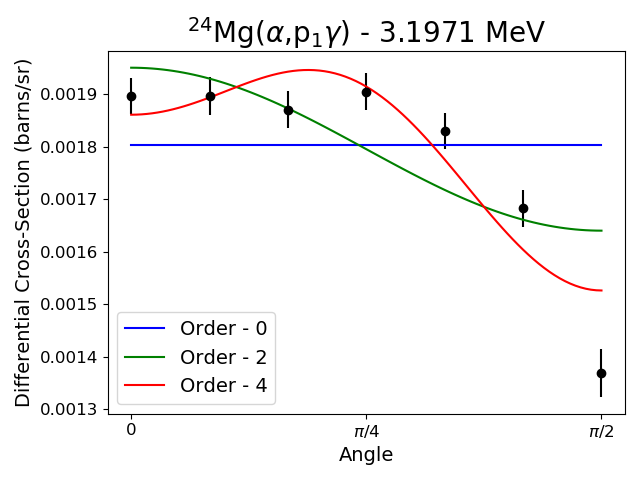 ²⁴Mg(α,p₁γ) - 3.1971 MeV
Differential Cross-Section (barns/sr)
0.0019
0.0018
0.0017
0.0016
0.0015
0.0014
0.0013
Order - 0
Order - 2
Order - 4
0
π/4
π/2
Angle